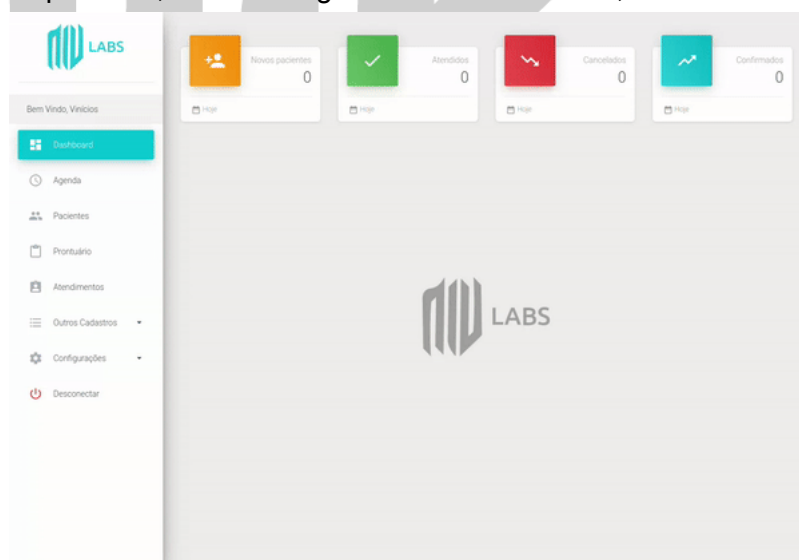 LABS
Novos pacientes
0
Hoje
Atendidos
0
Hoje
Cancelados
0
Hoje
Confirmados
0
Hoje
Bem Vindo, Vinícios
Dashboard
Agenda
Pacientes
Prontuário
Atendimentos
Outros Cadastros
Configurações
Desconectar
LABS